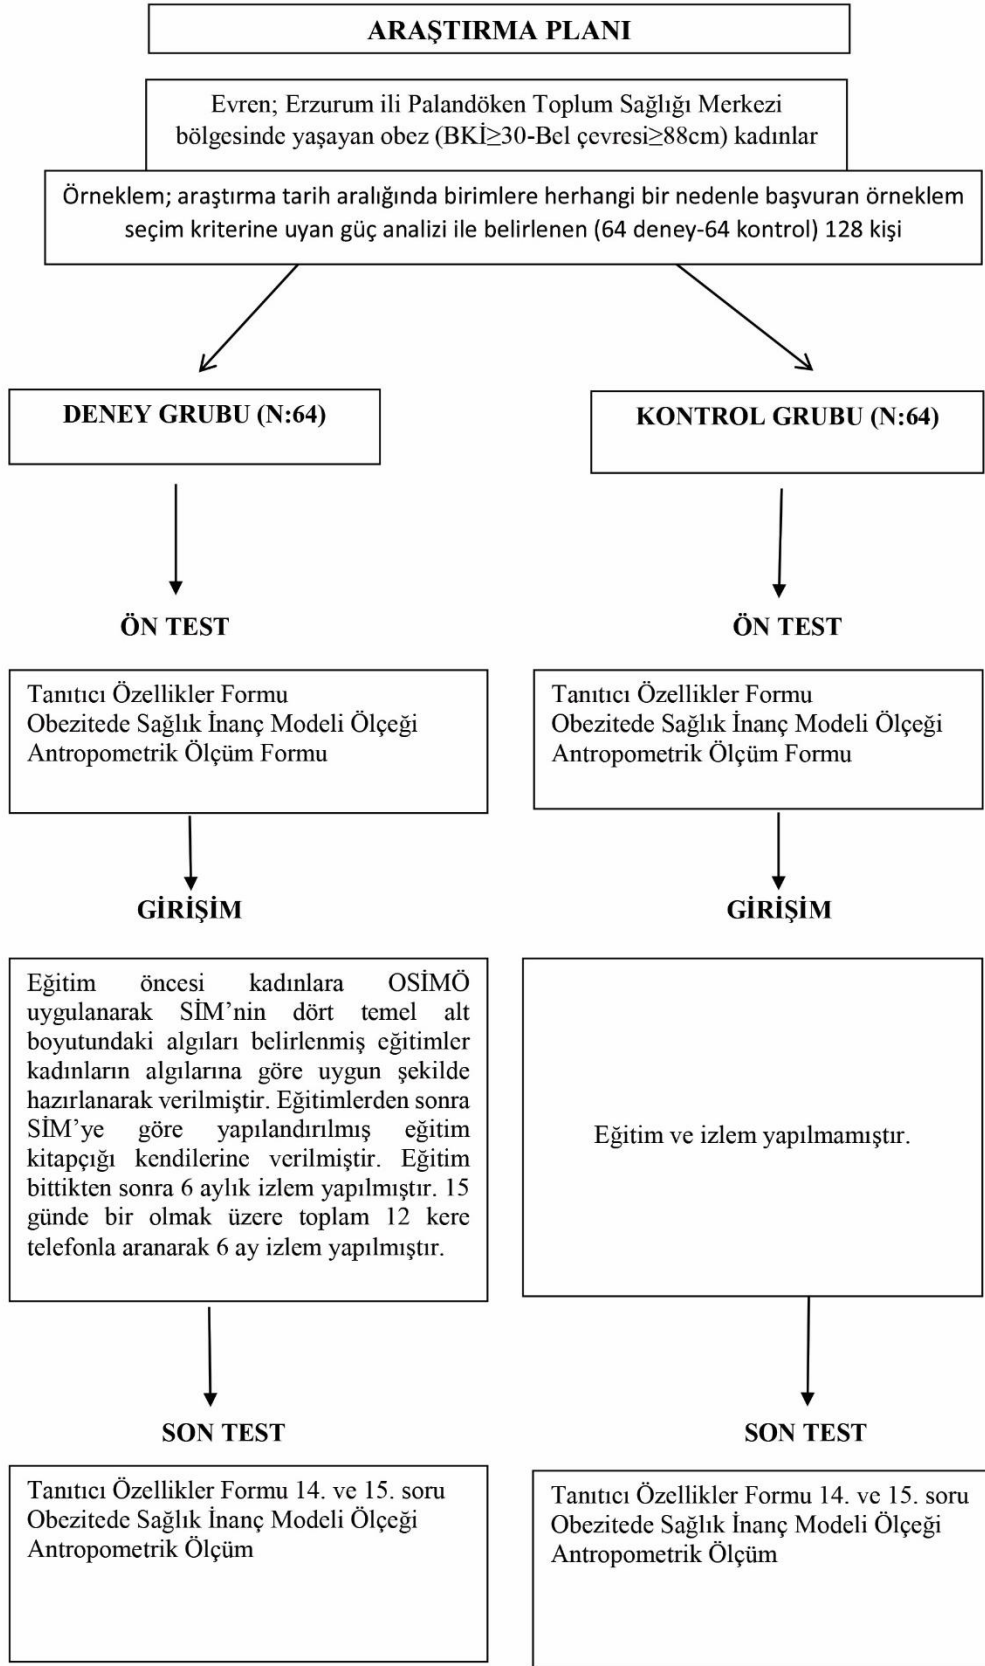 ARAŞTIRMA PLANI
Evren; Erzurum ili Palandöken Toplum Sağlığı Merkezi
bölgesinde yaşayan obez (BKİ≥30-Bel çevresi≥88cm) kadınlar
Örneklem; araştırma tarih aralığında birimlere herhangi bir nedenle başvuran örneklem
seçim kriterine uyan güç analizi ile belirlenen (64 deney-64 kontrol) 128 kişi
DENEY GRUBU (N:64)
KONTROL GRUBU (N:64)
ÖN TEST
ÖN TEST
Tanıtıcı Özellikler Formu
Obezitede Sağlık İnanç Modeli Ölçeği
Antropometrik Ölçüm Formu
Tanıtıcı Özellikler Formu
Obezitede Sağlık İnanç Modeli Ölçeği
Antropometrik Ölçüm Formu
GİRİŞİM
GİRİŞİM
Eğitim öncesi kadınlara OSİMÖ
uygulanarak SİM’nin dört temel alt
boyutundaki algıları belirlenmiş eğitimler
kadınların algılarına göre uygun şekilde
hazırlanarak verilmiştir. Eğitimlerden sonra
SİM’ye göre yapılandırılmış eğitim
kitapçığı kendilerine verilmiştir. Eğitim
bittikten sonra 6 aylık izlem yapılmıştır. 15
günde bir olmak üzere toplam 12 kere
telefonla aranarak 6 ay izlem yapılmıştır.
Eğitim ve izlem yapılmamıştır.
SON TEST
SON TEST
Tanıtıcı Özellikler Formu 14. ve 15. soru
Obezitede Sağlık İnanç Modeli Ölçeği
Antropometrik Ölçüm
Tanıtıcı Özellikler Formu 14. ve 15. soru
Obezitede Sağlık İnanç Modeli Ölçeği
Antropometrik Ölçüm